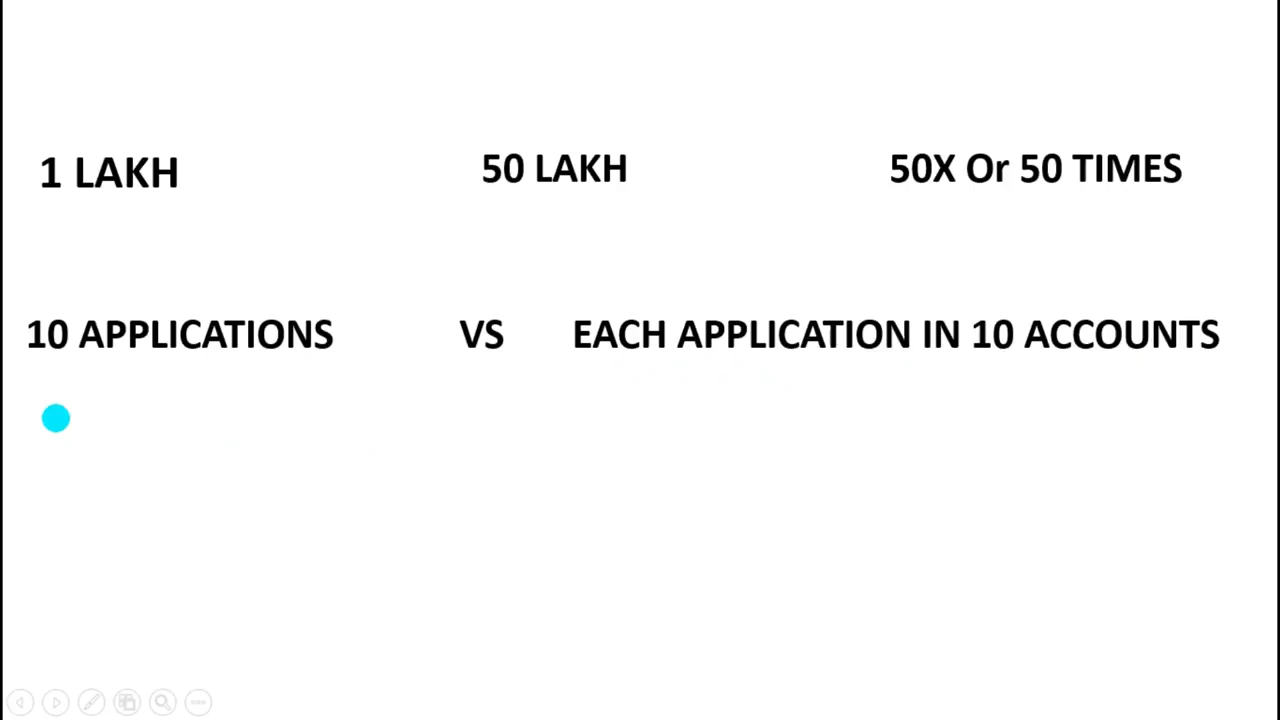 1 LAKH 50 LAKH 50X Or 50 TIMES
10 APPLICATIONS VS EACH APPLICATION IN 10 ACCOUNTS